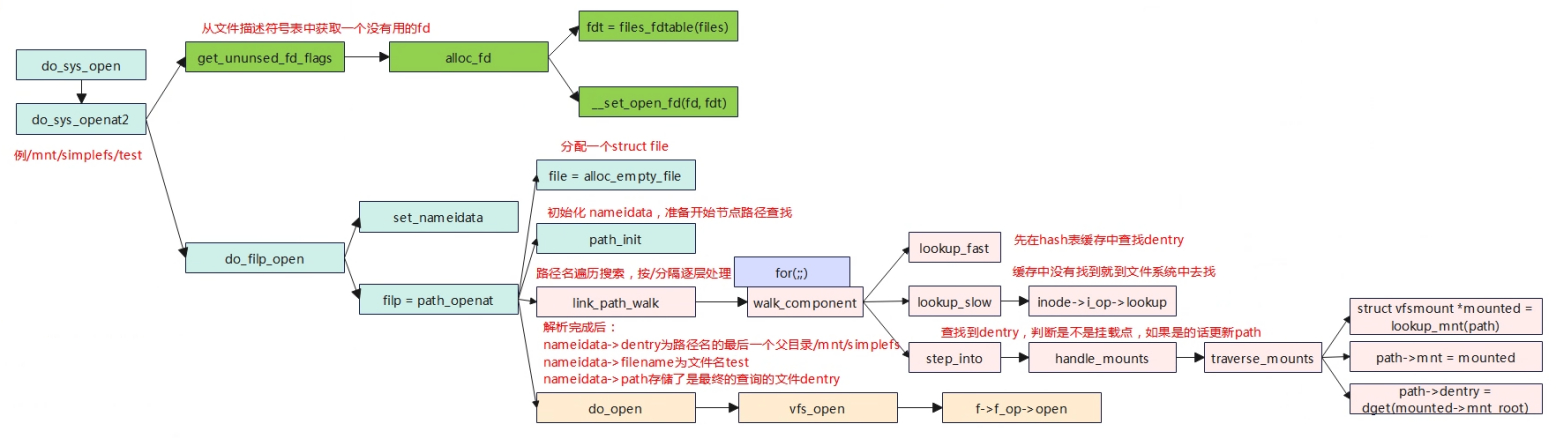 从文件描述符号表中获取一个没有用的fd
do_sys_open
get_ununsed_fd_flags
alloc_fd
fdt = files_fdtable(files)
__set_open_fd(fd, fdt)
do_sys_openat2
例/mnt/simplefs/test
分配一个struct file
file = alloc_empty_file
set_nameidata
初始化 nameidata，准备开始节点路径查找
path_init
do_filp_open
filp = path_openat
路径名遍历搜索，按/分隔逐层处理
for(;;)
link_path_walk
walk_component
lookup_fast
先在hash表缓存中查找dentry
缓存中没有找到就到文件系统中去找
lookup_slow
inode->i_op->lookup
查找到dentry，判断是不是挂载点，如果是的话更新path
step_into
handle_mounts
traverse_mounts
struct vfsmount *mounted =
lookup_mnt(path)
path->mnt = mounted
path->dentry =
dget(mounted->mnt_root)
解析完成后：
nameidata->dentry为路径名的最后一个父目录/mnt/simplefs
nameidata->filename为文件名test
nameidata->path存储了是最终的查询的文件dentry
do_open
vfs_open
f->f_op->open